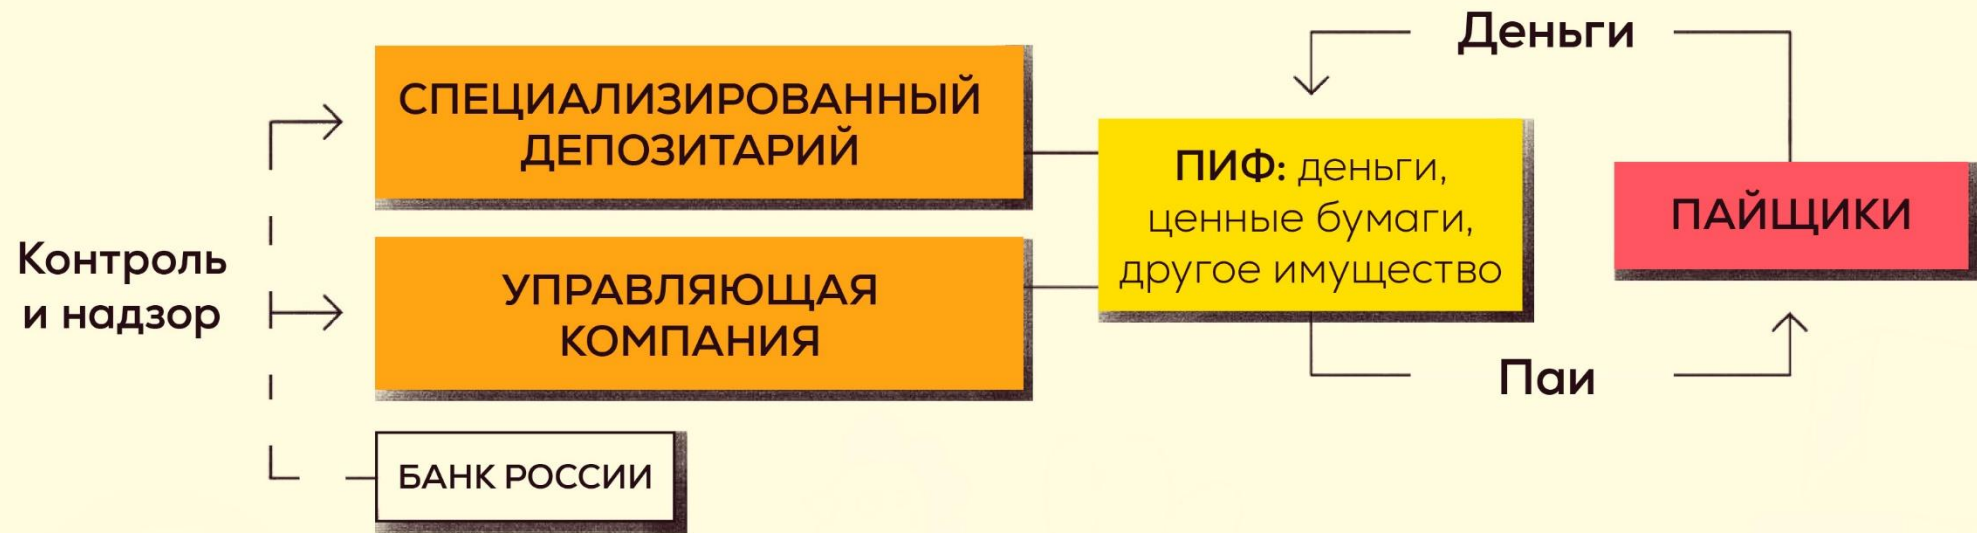 Деньги
СПЕЦИАЛИЗИРОВАННЫЙ
ДЕПОЗИТАРИЙ
ПИФ: деньги,
ценные бумаги,
другое имущество
ПАЙЩИКИ
Контроль
и надзор
УПРАВЛЯЮЩАЯ
КОМПАНИЯ
Паи
БАНК РОССИИ